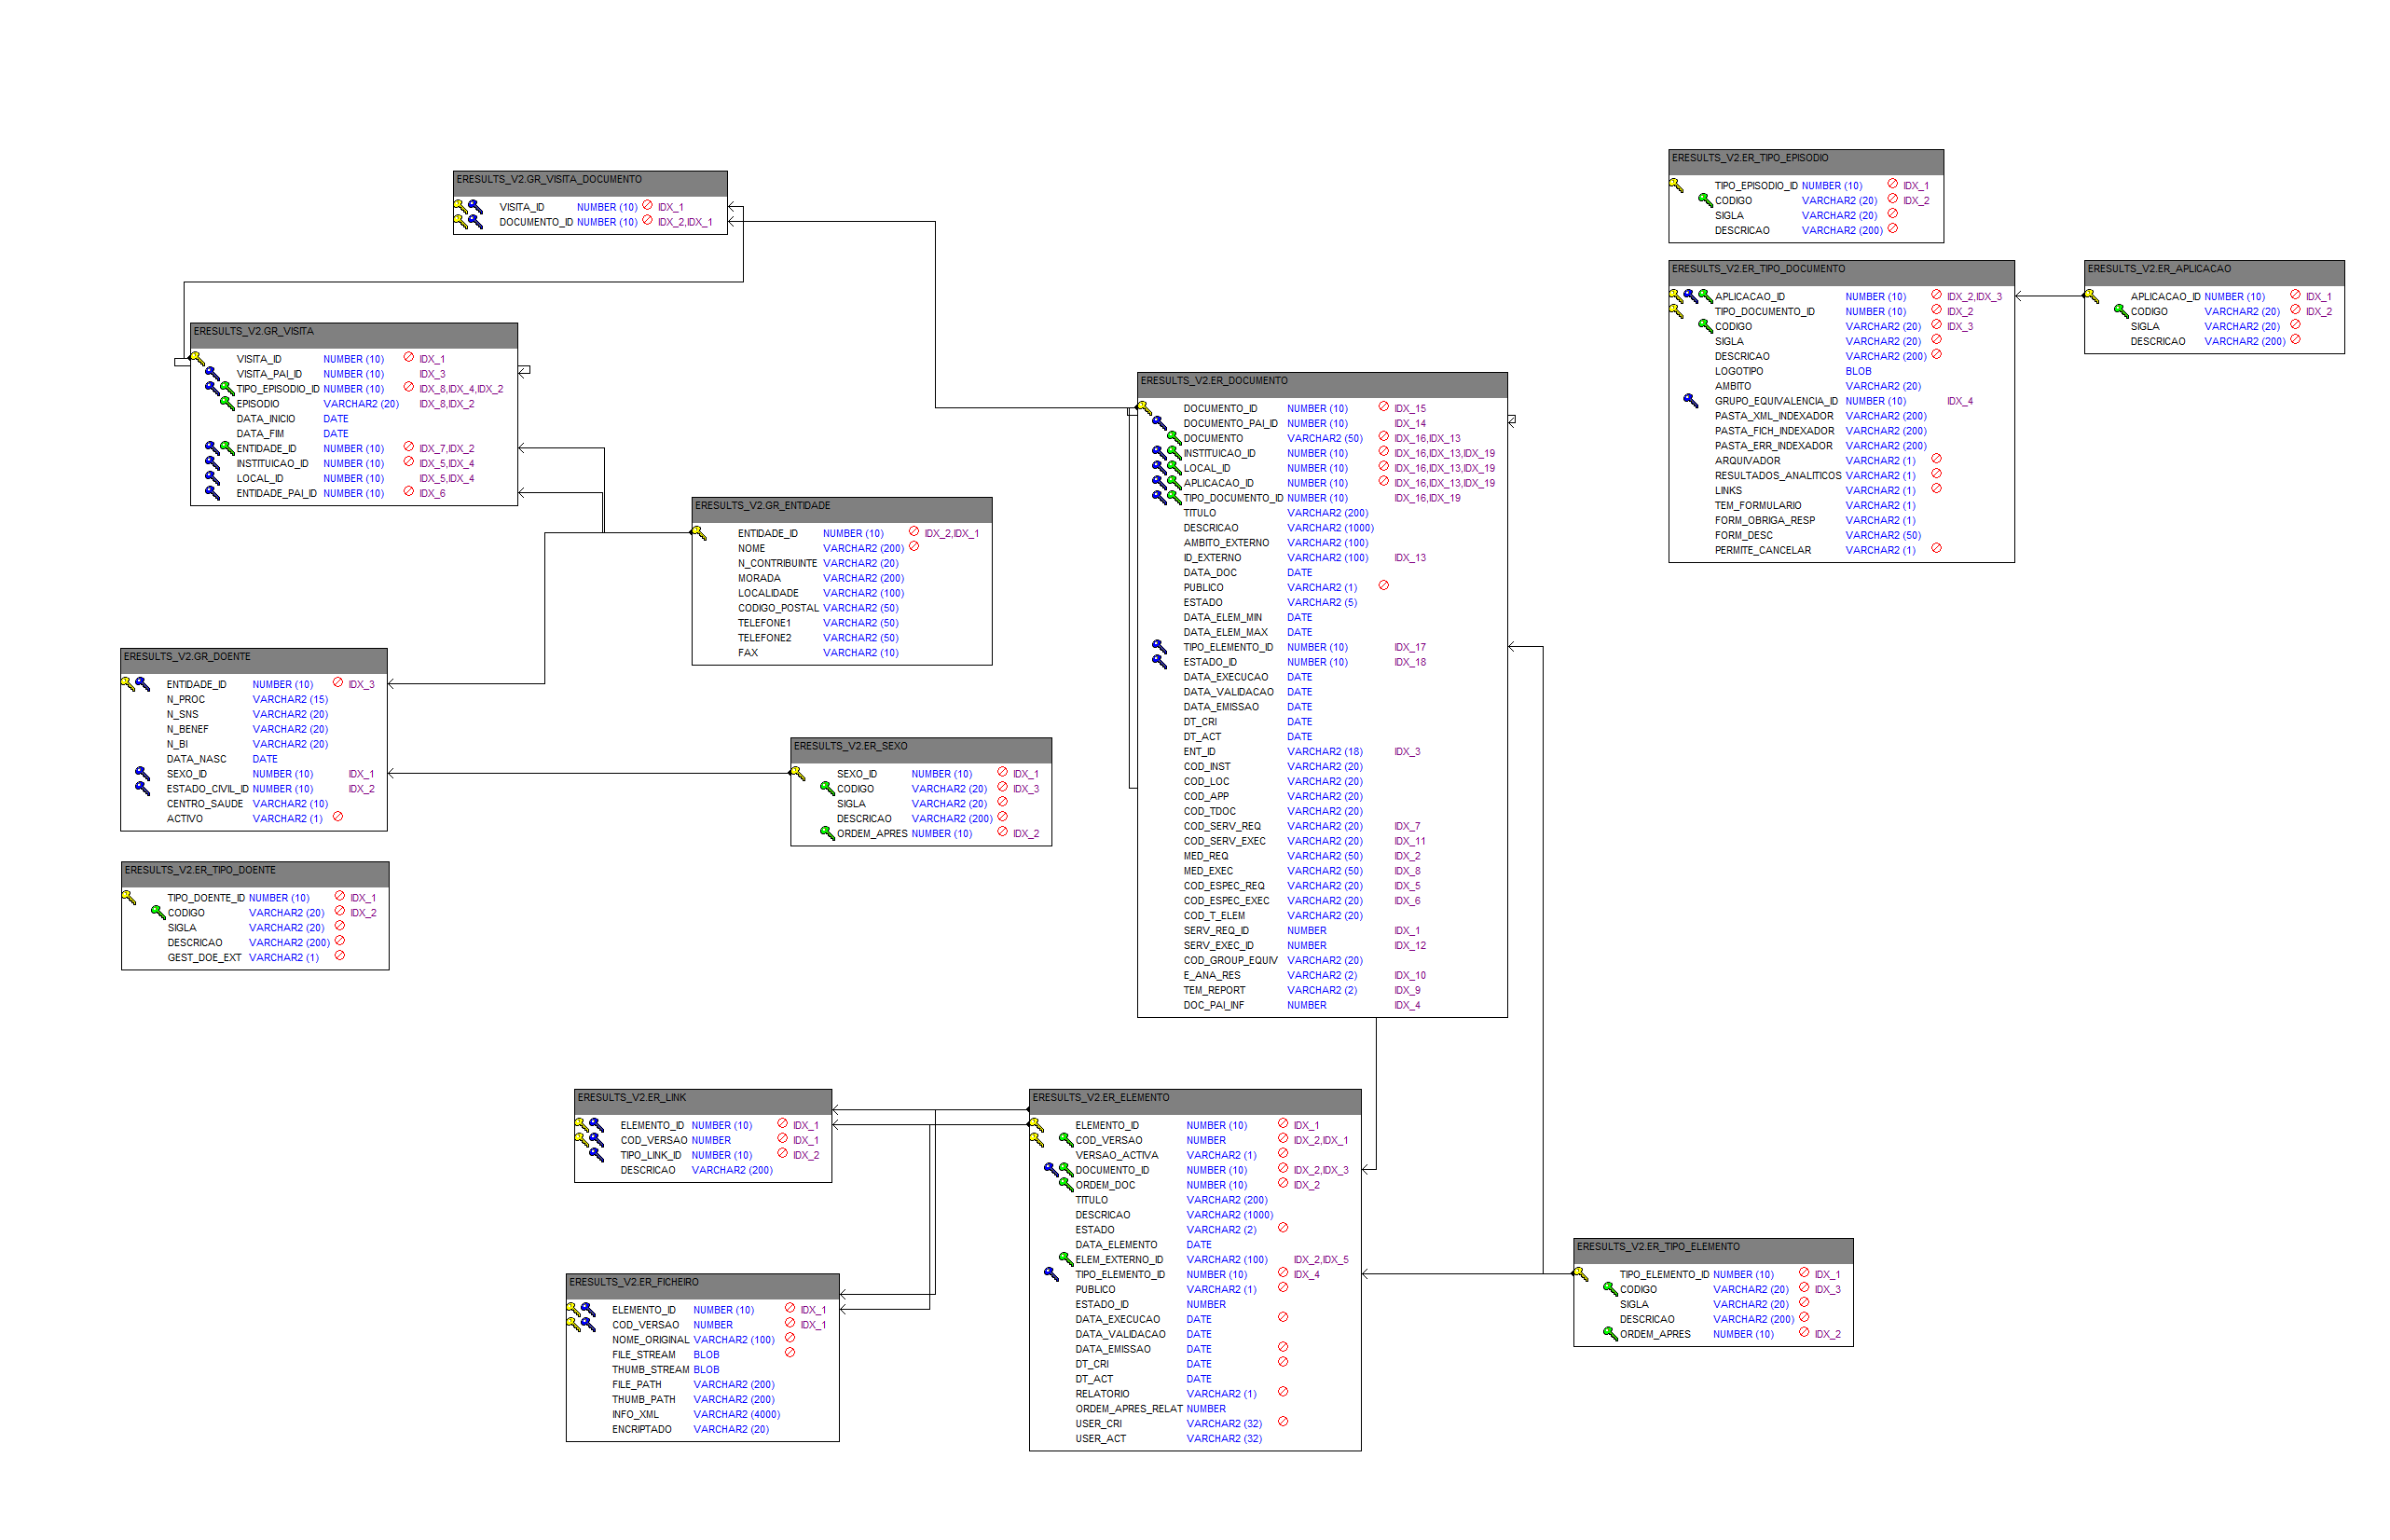 ERESULTS_V2.GR_VISITA_DOCUMENTO
VISITA_ID NUMBER (10) IDX_1
DOCUMENTO_ID NUMBER (10) IDX_2,IDX_1
ERESULTS_V2.ER_TIPO_EPISODIO
TIPO_EPISODIO_ID NUMBER (10) IDX_1
CODIGO VARCHAR2 (20) IDX_2
SIGLA VARCHAR2 (20)
DESCRICAO VARCHAR2 (200)
ERESULTS_V2.ER_TIPO_DOCUMENTO
APLICACAO_ID NUMBER (10) IDX_2,IDX_3
TIPO_DOCUMENTO_ID NUMBER (10) IDX_2
CODIGO VARCHAR2 (20) IDX_3
SIGLA VARCHAR2 (20)
DESCRICAO VARCHAR2 (200)
LOGOTIPO BLOB
AMBITO VARCHAR2 (20)
GRUPO_EQUIVALENCIA_ID NUMBER (10) IDX_4
PASTA_XML_INDEXADOR VARCHAR2 (200)
PASTA_FICH_INDEXADOR VARCHAR2 (200)
PASTA_ERR_INDEXADOR VARCHAR2 (200)
ARQUIVADOR VARCHAR2 (1)
RESULTADOS_ANALITICOS VARCHAR2 (1)
LINKS VARCHAR2 (1)
TEM_FORMULARIO VARCHAR2 (1)
FORM_OBRIGA_RESP VARCHAR2 (1)
FORM_DESC VARCHAR2 (50)
PERMITE_CANCELAR VARCHAR2 (1)
ERESULTS_V2.ER_APLICACAO
APLICACAO_ID NUMBER (10) IDX_1
CODIGO VARCHAR2 (20) IDX_2
SIGLA VARCHAR2 (20)
DESCRICAO VARCHAR2 (200)
ERESULTS_V2.GR_VISITA
VISITA_ID NUMBER (10) IDX_1
VISITA_PAI_ID NUMBER (10) IDX_3
TIPO_EPISODIO_ID NUMBER (10) IDX_8,IDX_4,IDX_2
EPISODIO VARCHAR2 (20) IDX_8,IDX_2
DATA_INICIO DATE
DATA_FIM DATE
ENTIDADE_ID NUMBER (10) IDX_7,IDX_2
INSTITUICAO_ID NUMBER (10) IDX_5,IDX_4
LOCAL_ID NUMBER (10) IDX_5,IDX_4
ENTIDADE_PAI_ID NUMBER (10) IDX_6
ERESULTS_V2.ER_DOCUMENTO
DOCUMENTO_ID NUMBER (10) IDX_15
DOCUMENTO_PAI_ID NUMBER (10) IDX_14
DOCUMENTO VARCHAR2 (50) IDX_16,IDX_13
INSTITUICAO_ID NUMBER (10) IDX_16,IDX_13,IDX_19
LOCAL_ID NUMBER (10) IDX_16,IDX_13,IDX_19
APLICACAO_ID NUMBER (10) IDX_16,IDX_13,IDX_19
TIPO_DOCUMENTO_ID NUMBER (10) IDX_16,IDX_19
TITULO VARCHAR2 (200)
DESCRICAO VARCHAR2 (1000)
AMBITO_EXTERNO VARCHAR2 (100)
ID_EXTERNO VARCHAR2 (100) IDX_13
DATA_DOC DATE
PUBLICO VARCHAR2 (1)
ESTADO VARCHAR2 (5)
DATA_ELEM_MIN DATE
DATA_ELEM_MAX DATE
TIPO_ELEMENTO_ID NUMBER (10) IDX_17
ESTADO_ID NUMBER (10) IDX_18
DATA_EXECUCAO DATE
DATA_VALIDACAO DATE
DATA_EMISSAO DATE
DT_CRI DATE
DT_ACT DATE
ENT_ID VARCHAR2 (18) IDX_3
COD_INST VARCHAR2 (20)
COD_LOC VARCHAR2 (20)
COD_APP VARCHAR2 (20)
COD_TDOC VARCHAR2 (20)
COD_SERV_REQ VARCHAR2 (20) IDX_7
COD_SERV_EXEC VARCHAR2 (20) IDX_11
MED_REQ VARCHAR2 (50) IDX_2
MED_EXEC VARCHAR2 (50) IDX_8
COD_ESPEC_REQ VARCHAR2 (20) IDX_5
COD_ESPEC_EXEC VARCHAR2 (20) IDX_6
COD_T_ELEM VARCHAR2 (20)
SERV_REQ_ID NUMBER IDX_1
SERV_EXEC_ID NUMBER IDX_12
COD_GROUP_EQUIV VARCHAR2 (20)
E_ANA_RES VARCHAR2 (2) IDX_10
TEM_REPORT VARCHAR2 (2) IDX_9
DOC_PAI_INF NUMBER IDX_4
ERESULTS_V2.GR_ENTIDADE
ENTIDADE_ID NUMBER (10) IDX_2,IDX_1
NOME VARCHAR2 (200)
N_CONTRIBUINTE VARCHAR2 (20)
MORADA VARCHAR2 (200)
LOCALIDADE VARCHAR2 (100)
CODIGO_POSTAL VARCHAR2 (50)
TELEFONE1 VARCHAR2 (50)
TELEFONE2 VARCHAR2 (50)
FAX VARCHAR2 (10)
ERESULTS_V2.GR_DOENTE
ENTIDADE_ID NUMBER (10) IDX_3
N_PROC VARCHAR2 (15)
N_SNS VARCHAR2 (20)
N_BENEF VARCHAR2 (20)
N_BI VARCHAR2 (20)
DATA_NASC DATE
SEXO_ID NUMBER (10) IDX_1
ESTADO_CIVIL_ID NUMBER (10) IDX_2
CENTRO_SAUDE VARCHAR2 (10)
ACTIVO VARCHAR2 (1)
ERESULTS_V2.ER_SEXO
SEXO_ID NUMBER (10) IDX_1
CODIGO VARCHAR2 (20) IDX_3
SIGLA VARCHAR2 (20)
DESCRICAO VARCHAR2 (200)
ORDEM_APRES NUMBER (10) IDX_2
ERESULTS_V2.ER_TIPO_DOENTE
TIPO_DOENTE_ID NUMBER (10) IDX_1
CODIGO VARCHAR2 (20) IDX_2
SIGLA VARCHAR2 (20)
DESCRICAO VARCHAR2 (200)
GEST_DOE_EXT VARCHAR2 (1)
ERESULTS_V2.ER_LINK
ELEMENTO_ID NUMBER (10) IDX_1
COD_VERSAO NUMBER IDX_1
TIPO_LINK_ID NUMBER (10) IDX_2
DESCRICAO VARCHAR2 (200)
ERESULTS_V2.ER_ELEMENTO
ELEMENTO_ID NUMBER (10) IDX_1
COD_VERSAO NUMBER IDX_2,IDX_1
VERSAO_ACTIVA VARCHAR2 (1)
DOCUMENTO_ID NUMBER (10) IDX_2,IDX_3
ORDEM_DOC NUMBER (10) IDX_2
TITULO VARCHAR2 (200)
DESCRICAO VARCHAR2 (1000)
ESTADO VARCHAR2 (2)
DATA_ELEMENTO DATE
ELEM_EXTERNO_ID VARCHAR2 (100) IDX_2,IDX_5
TIPO_ELEMENTO_ID NUMBER (10) IDX_4
PUBLICO VARCHAR2 (1)
ESTADO_ID NUMBER
DATA_EXECUCAO DATE
DATA_VALIDACAO DATE
DATA_EMISSAO DATE
DT_CRI DATE
DT_ACT DATE
RELATORIO VARCHAR2 (1)
ORDEM_APRES_RELAT NUMBER
USER_CRI VARCHAR2 (32)
USER_ACT VARCHAR2 (32)
ERESULTS_V2.ER_TIPO_ELEMENTO
TIPO_ELEMENTO_ID NUMBER (10) IDX_1
CODIGO VARCHAR2 (20) IDX_3
SIGLA VARCHAR2 (20)
DESCRICAO VARCHAR2 (200)
ORDEM_APRES NUMBER (10) IDX_2
ERESULTS_V2.ER_FICHEIRO
ELEMENTO_ID NUMBER (10) IDX_1
COD_VERSAO NUMBER IDX_1
NOME_ORIGINAL VARCHAR2 (100)
FILE_STREAM BLOB
THUMB_STREAM BLOB
FILE_PATH VARCHAR2 (200)
THUMB_PATH VARCHAR2 (200)
INFO_XML VARCHAR2 (4000)
ENCRIPTADO VARCHAR2 (20)